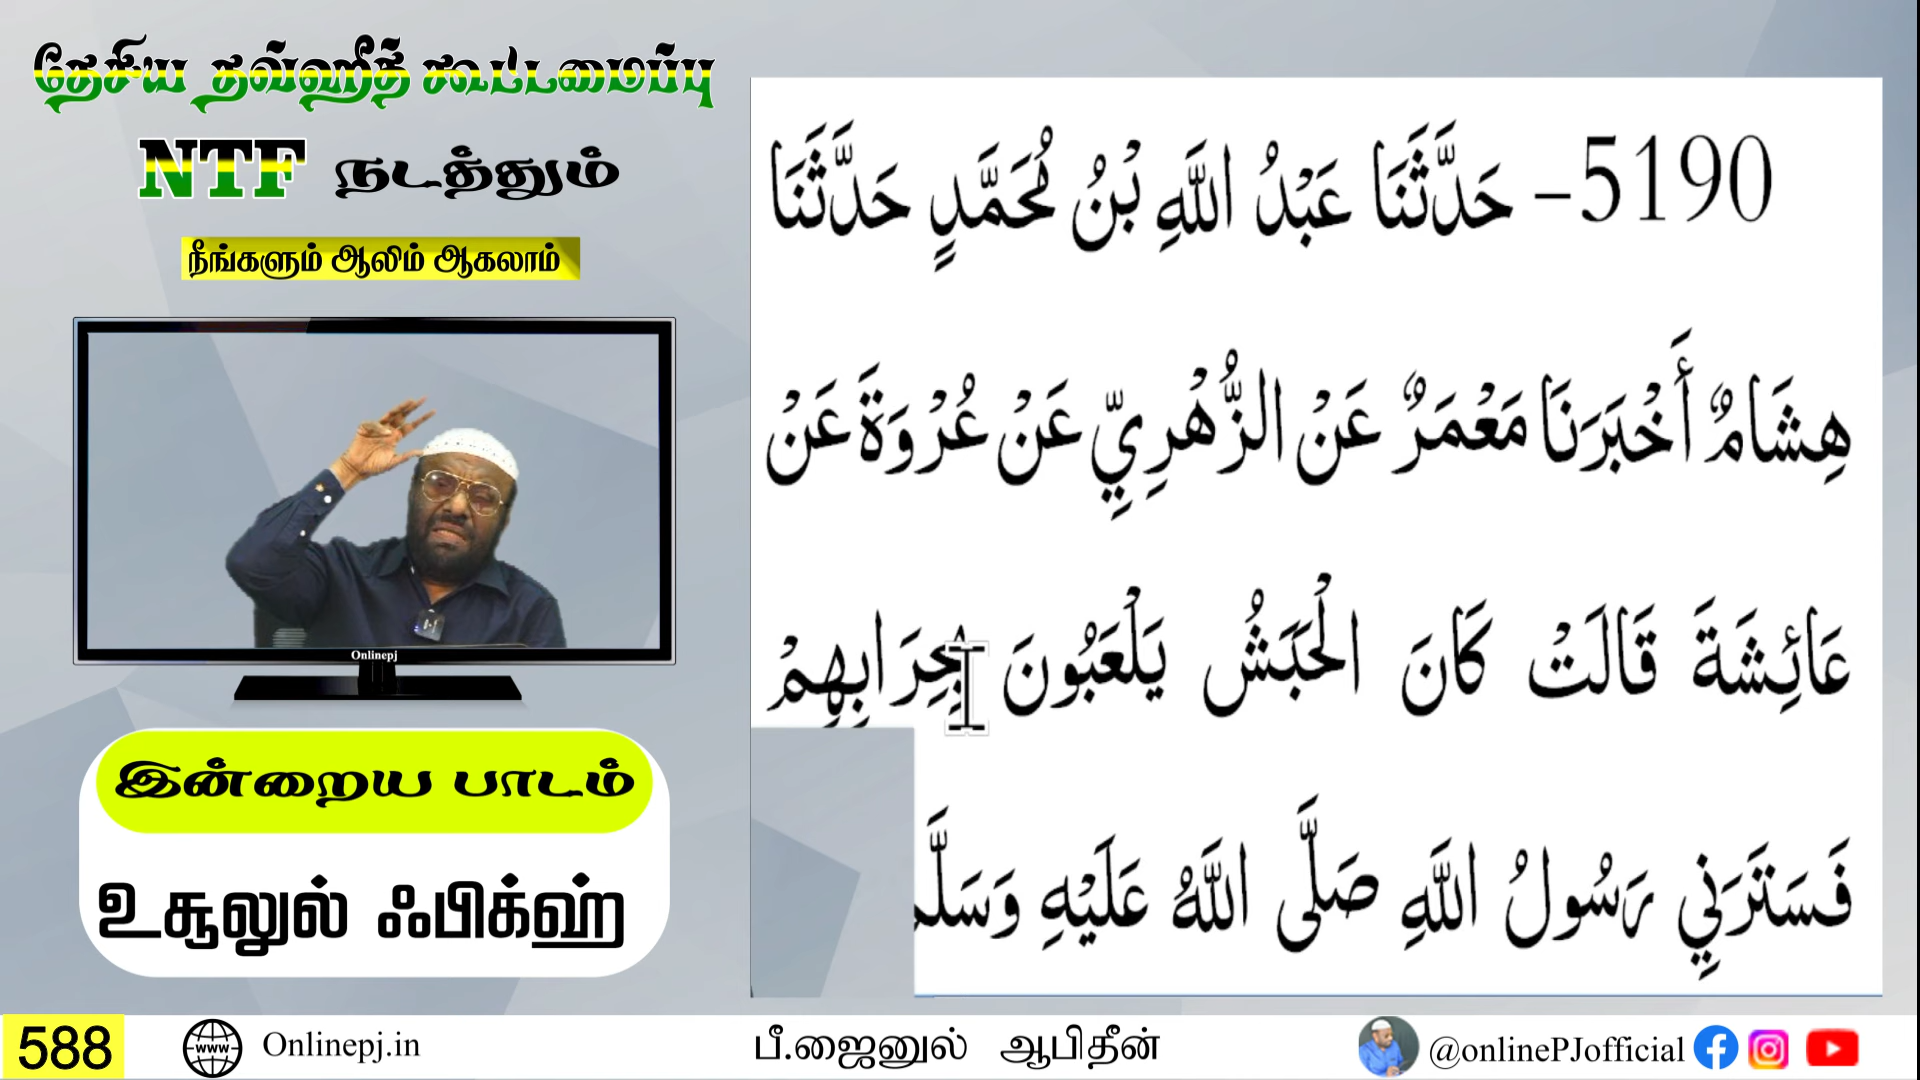 தேசிய தவ்ஹீத் கூட்டமைப்பு
NTF நடத்தும்
நீங்களும் ஆலிம் ஆகலாம்
Onlinepj
இன்றைய பாடம்
உசூலுல் ஃபிக்ஹ்
5190- حَدَّثَنَا عَبْدُ اللَّهِ بْنُ مُحَمَّدٍ حَدَّثَنَا
هِشَامٌ أَخْبَرَنَا مَعْمَرٌ عَنْ الزُّهْرِيِّ عَنْ عُرْوَةَ عَنْ
عَائِشَةَ قَالَتْ كَانَ الْحَبَشُ يَلْعَبُونَ بِحِرَابِهِمْ
فَسَتَرَنِي رَسُولُ اللَّهِ صَلَّى اللَّهُ عَلَيْهِ
588
www
Onlinepj.in
பீ.ஜைனுல் ஆபிதீன்
@onlinePJofficial